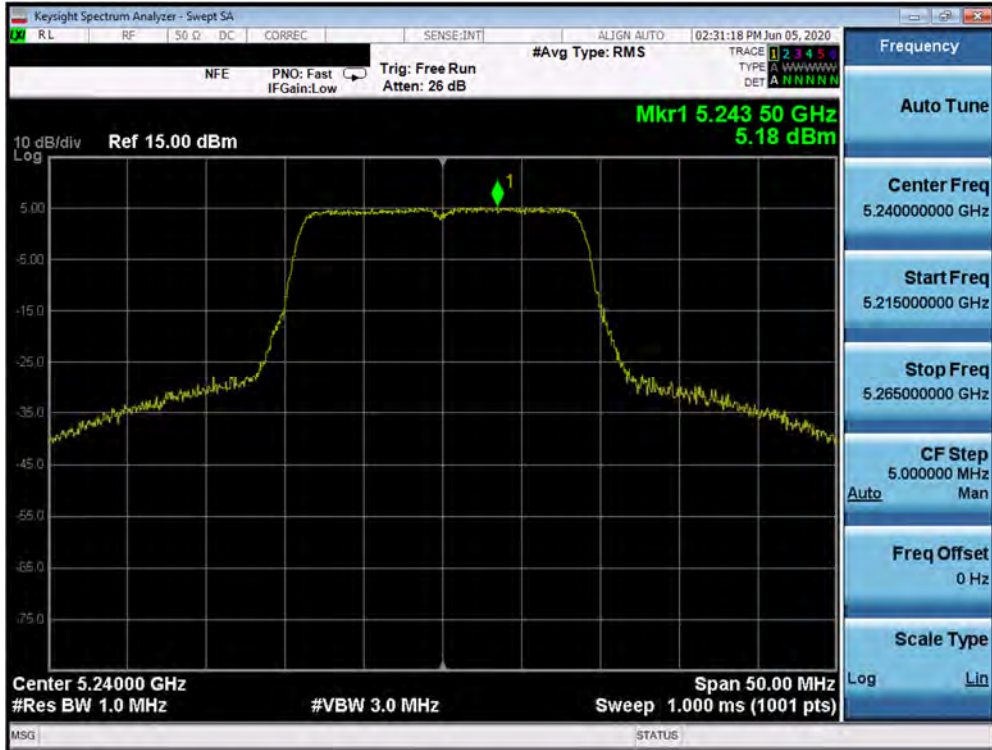 Keysight Spectrum Analyzer - Swept SA
LXI RL RF 50 Ω DC CORREC SENSE:INT ALIGN AUTO 02:31:18 PM Jun 05, 2020
#Avg Type: RMS TRACE 1 2 3 4 5 6
NFE PNO: Fast Trig: Free Run TYPE A WWWWW
IFGain:Low Atten: 26 dB DET A N N N N N
Mkr1 5.243 50 GHz
5.18 dBm
10 dB/div Ref 15.00 dBm
Log
1
5.00
-5.00
-15.0
-25.0
-35.0
-45.0
-55.0
-65.0
-75.0
Center 5.24000 GHz Span 50.00 MHz
#Res BW 1.0 MHz #VBW 3.0 MHz Sweep 1.000 ms (1001 pts)
MSG STATUS
Frequency
Auto Tune
Center Freq
5.240000000 GHz
Start Freq
5.215000000 GHz
Stop Freq
5.265000000 GHz
CF Step
5.000000 MHz
Auto Man
Freq Offset
0 Hz
Scale Type
Log Lin